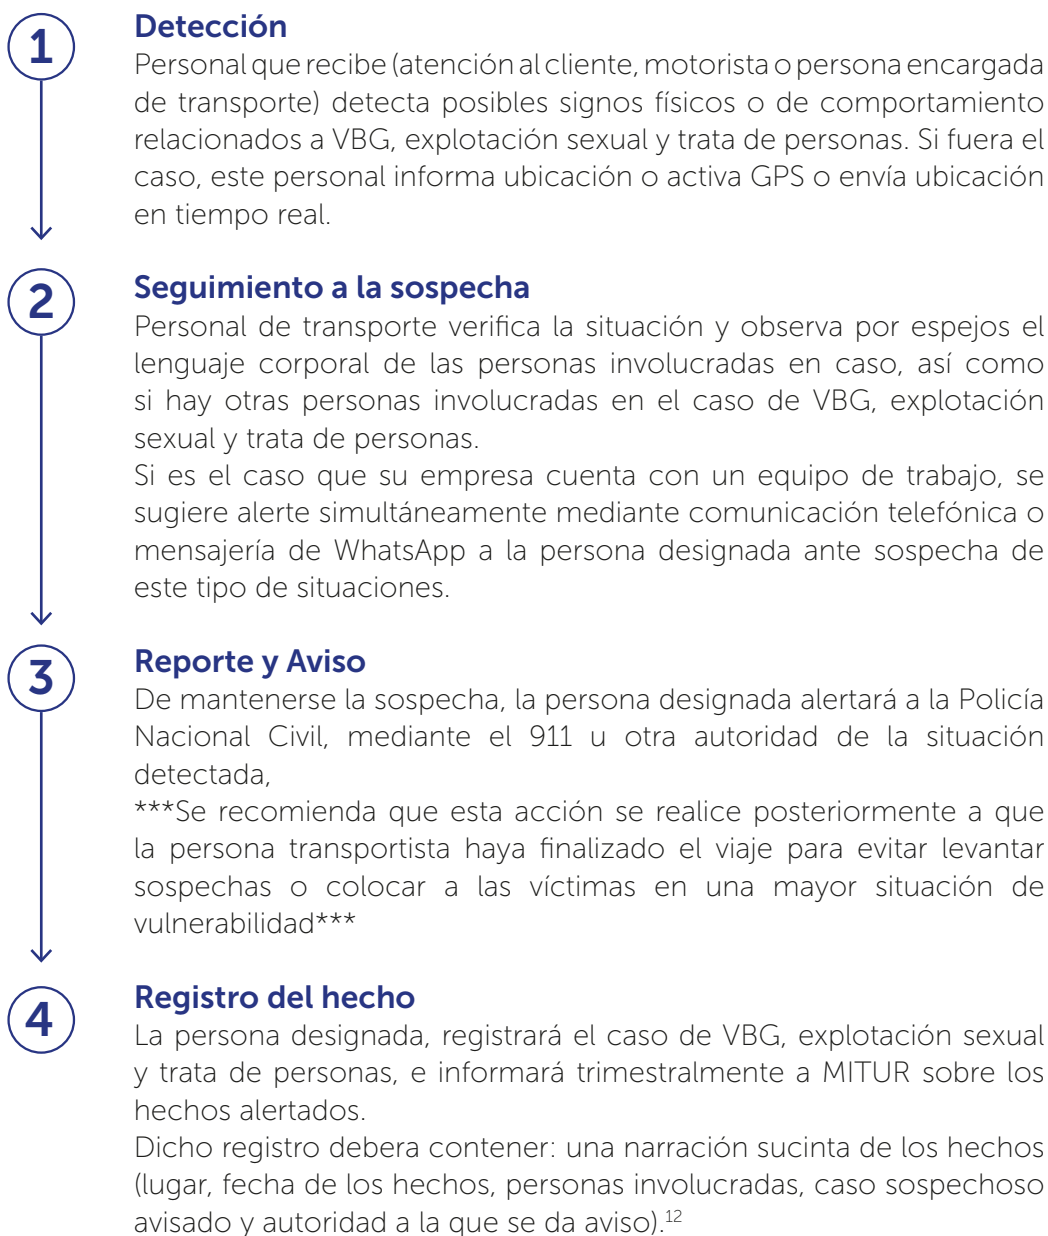 1
Detección
Personal que recibe (atención al cliente, motorista o persona encargada
de transporte) detecta posibles signos físicos o de comportamiento
relacionados a VBG, explotación sexual y trata de personas. Si fuera el
caso, este personal informa ubicación o activa GPS o envía ubicación
en tiempo real.
2
Seguimiento a la sospecha
Personal de transporte verifica la situación y observa por espejos el
lenguaje corporal de las personas involucradas en caso, así como
si hay otras personas involucradas en el caso de VBG, explotación
sexual y trata de personas.
Si es el caso que su empresa cuenta con un equipo de trabajo, se
sugiere alerte simultáneamente mediante comunicación telefónica o
mensajería de WhatsApp a la persona designada ante sospecha de
este tipo de situaciones.
3
Reporte y Aviso
De mantenerse la sospecha, la persona designada alertará a la Policía
Nacional Civil, mediante el 911 u otra autoridad de la situación
detectada,
***Se recomienda que esta acción se realice posteriormente a que
la persona transportista haya finalizado el viaje para evitar levantar
sospechas o colocar a las víctimas en una mayor situación de
vulnerabilidad***
4
Registro del hecho
La persona designada, registrará el caso de VBG, explotación sexual
y trata de personas, e informará trimestralmente a MITUR sobre los
hechos alertados.
Dicho registro debera contener: una narración sucinta de los hechos
(lugar, fecha de los hechos, personas involucradas, caso sospechoso
avisado y autoridad a la que se da aviso).12